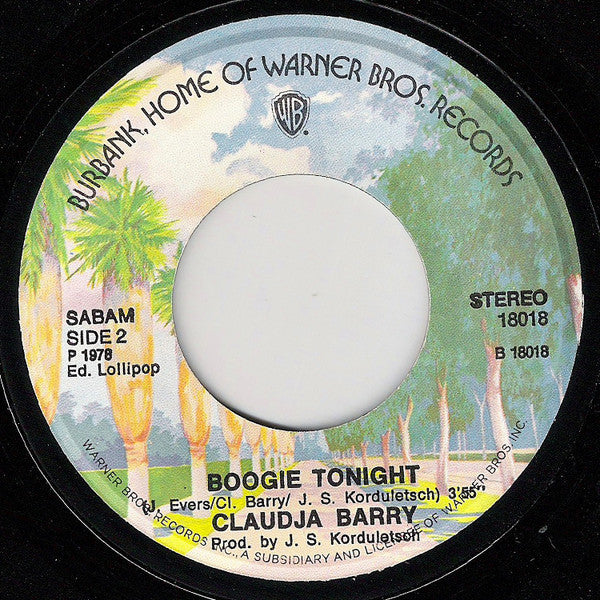 BURBANK, HOME OF WARNER BROS. RECORDS
WB
SABAM
SIDE 2
P 1978
Ed. Lollipop
STEREO
18018
B 18018
BOOGIE TONIGHT
(J. Evers/Cl. Barry/ J. S. Korduletsch) 3'55"
CLAUDJA BARRY
Prod. by J. S. Korduletsch
WARNER BROS. RECORDS INC., A SUBSIDIARY AND LICENSEE OF WARNER BROS. INC.